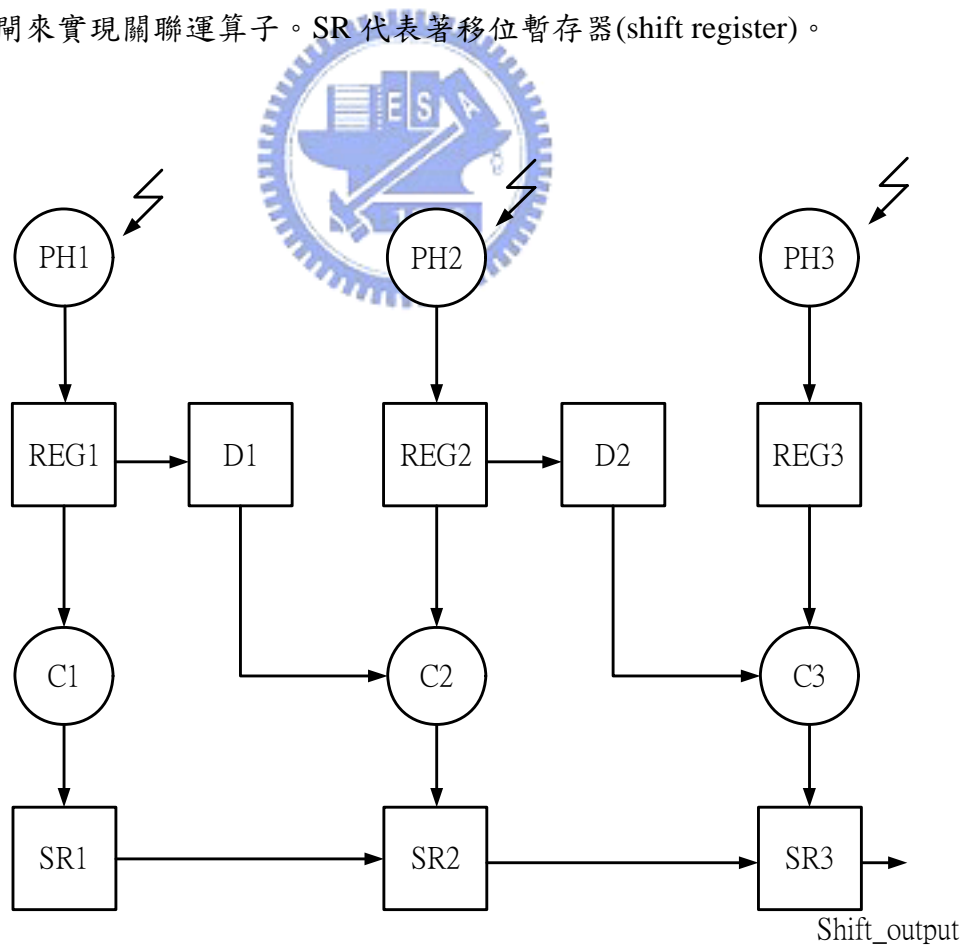 閘來實現關聯運算子。SR 代表著移位暫存器(shift register)。
ESA
PH1 PH2 PH3
REG1 D1 REG2 D2 REG3
C1 C2 C3
SR1 SR2 SR3
Shift_output